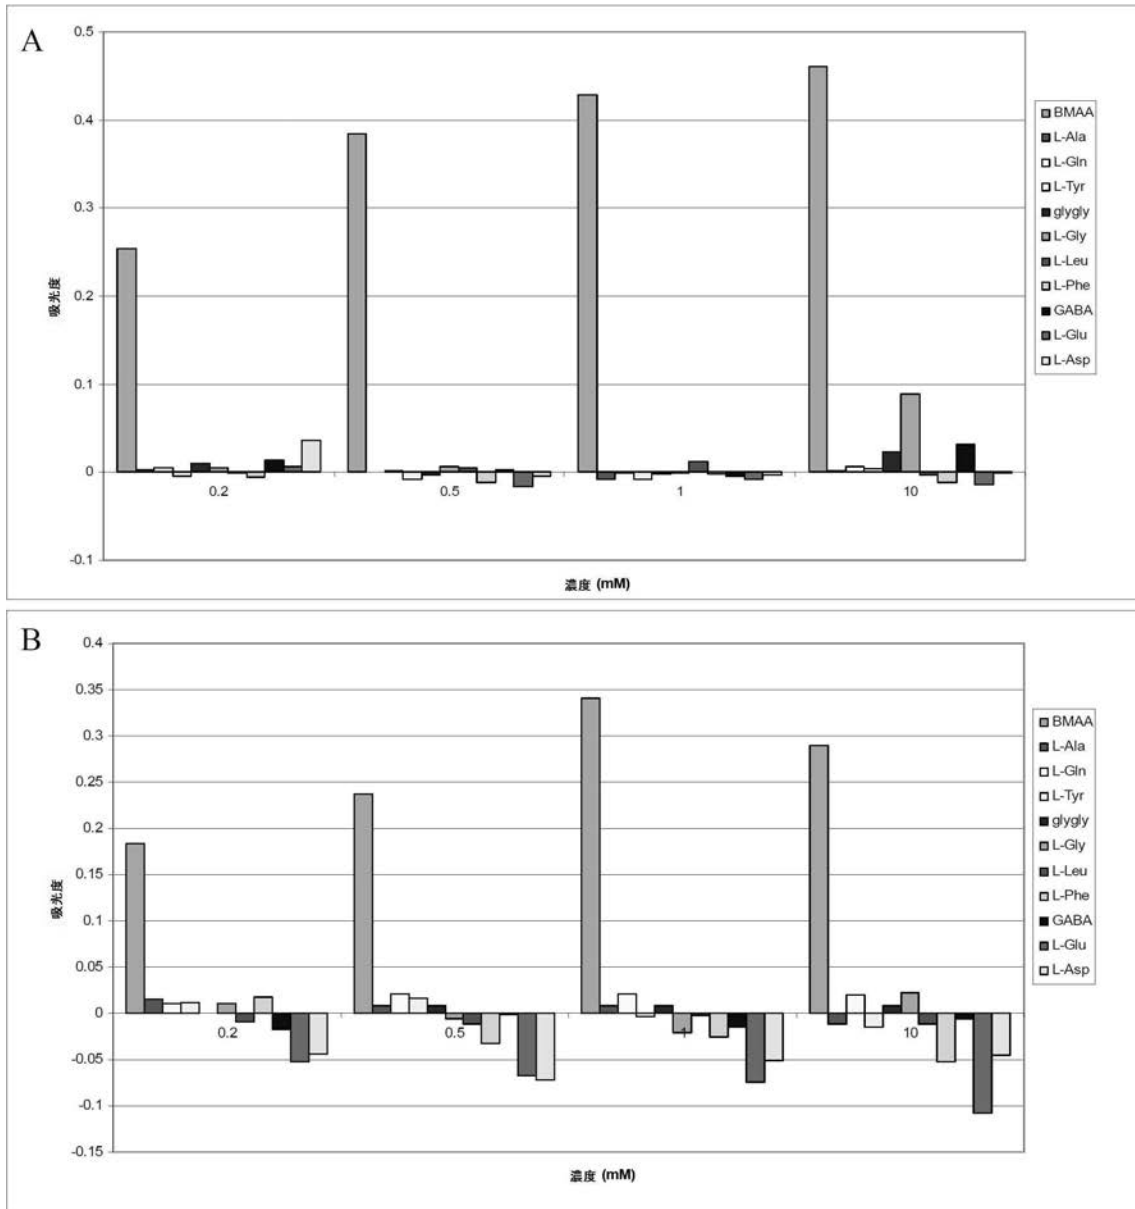 A
0.5
0.4
0.3
0.2
0.1
0
-0.1
吸光度
0.2
0.5
1
10
濃度 (mM)
BMAA
L-Ala
L-Gln
L-Tyr
glygly
L-Gly
L-Leu
L-Phe
GABA
L-Glu
L-Asp
B
0.4
0.35
0.3
0.25
0.2
0.15
0.1
0.05
0
-0.05
-0.1
-0.15
吸光度
0.2
0.5
1
10
濃度 (mM)
BMAA
L-Ala
L-Gln
L-Tyr
glygly
L-Gly
L-Leu
L-Phe
GABA
L-Glu
L-Asp